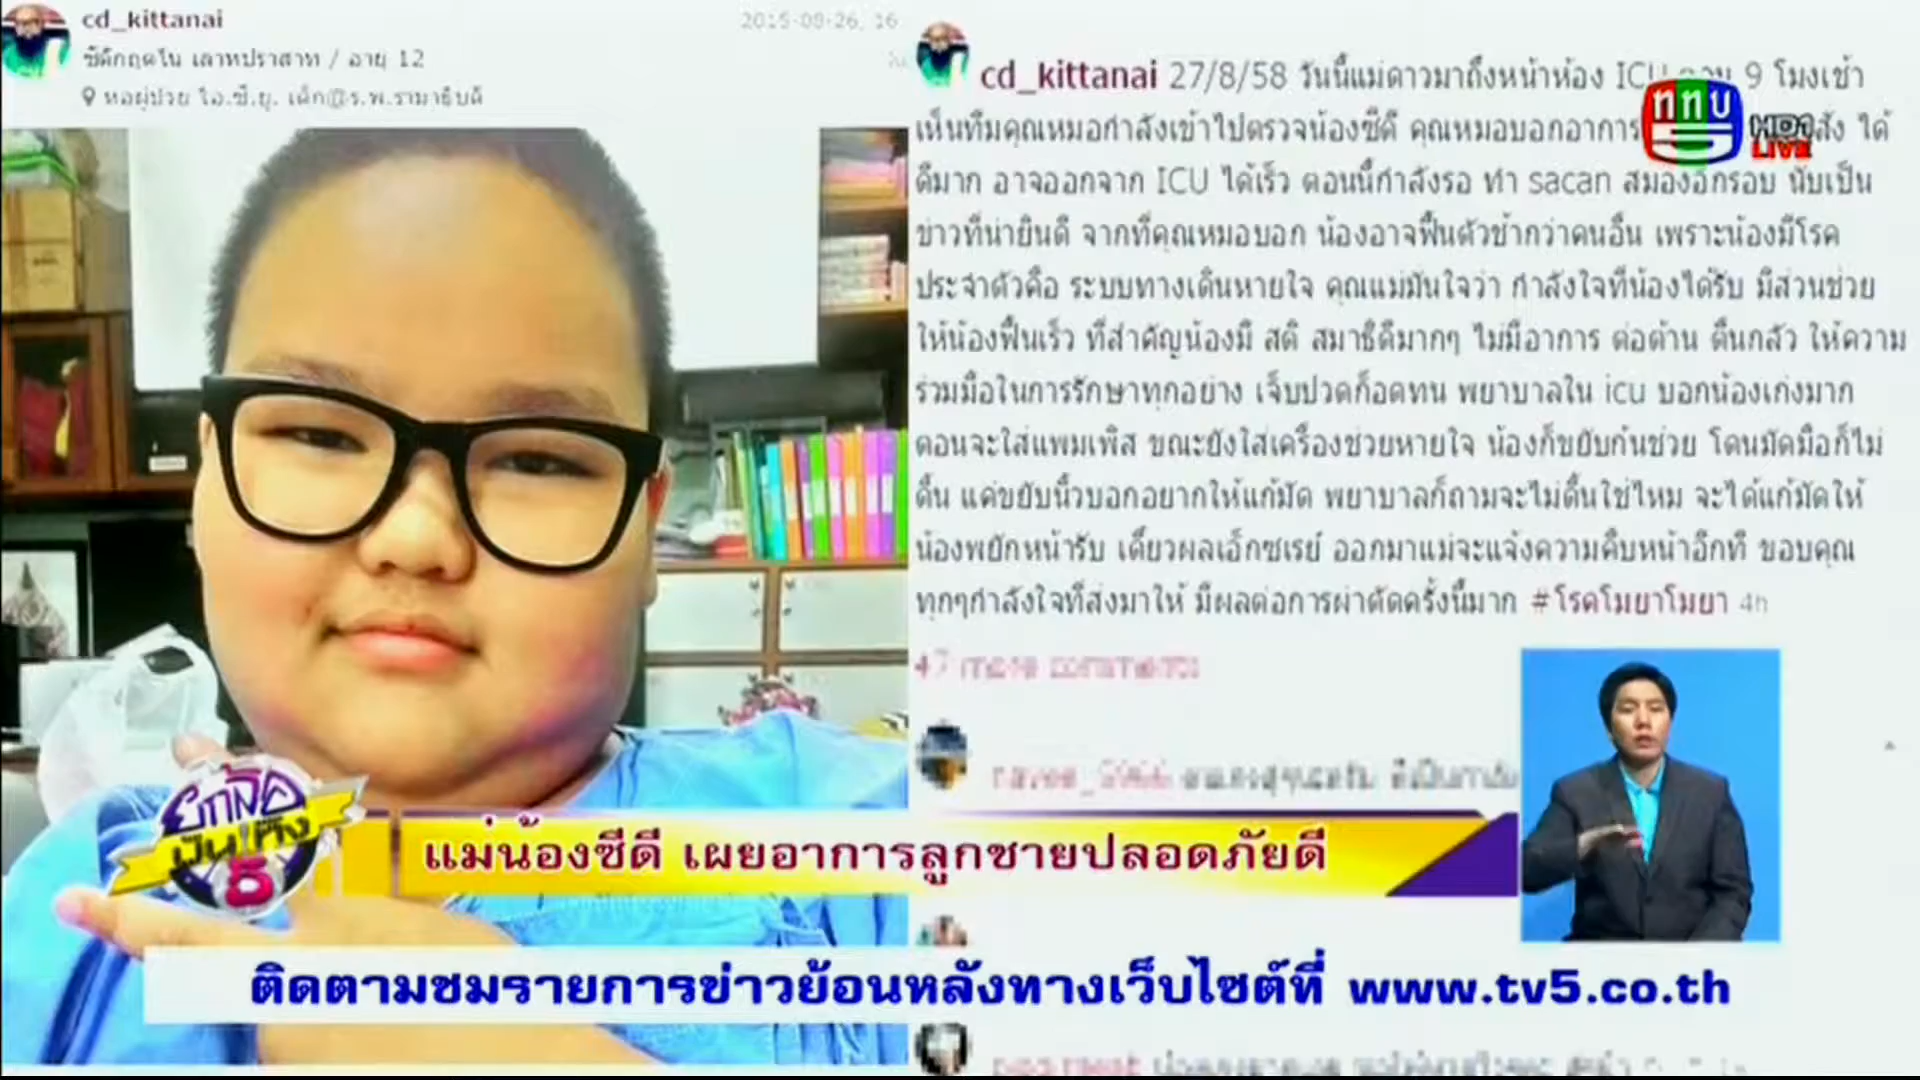 cd_kittanai
2015-08-26, 16
ซีดีกฤตโน เลาหปราสาท / อายุ 12
หอผู้ป่วย ไอ.ซี.ยู. เด็ก@ร.พ.รามาธิบดี
cd_kittanai 27/8/58 วันนี้แม่ดาวมาถึงหน้าห้อง ICU ตอน 9 โมงเช้า
เห็นทีมคุณหมอกำลังเข้าไปตรวจน้องซีดี คุณหมอบอกอาการ ได้
ดีมาก อาจออกจาก ICU ได้เร็ว ตอนนี้กำลังรอ ทำ sacan สมองอีกรอบ นับเป็น
ข่าวที่น่ายินดี จากที่คุณหมอบอก น้องอาจฟื้นตัวช้ากว่าคนอื่น เพราะน้องมีโรค
ประจำตัวคือ ระบบทางเดินหายใจ คุณแม่มั่นใจว่า กำลังใจที่น้องได้รับ มีส่วนช่วย
ให้น้องฟื้นเร็ว ที่สำคัญน้องมี สติ สมาธิดีมากๆ ไม่มีอาการ ต่อต้าน ตื่นกลัว ให้ความ
ร่วมมือในการรักษาทุกอย่าง เจ็บปวดก็อดทน พยาบาลใน icu บอกน้องเก่งมาก
ตอนจะใส่แพมเพิส ขณะยังใส่เครื่องช่วยหายใจ น้องก็ขยับก้นช่วย โดนมัดมือก็ไม่
ดิ้น แค่ขยับนิ้วบอกอยากให้แก้มัด พยาบาลก็ถามจะไม่ดิ้นใช่ไหม จะได้แก้มัดให้
น้องพยักหน้ารับ เดี๋ยวผลเอ็กซเรย์ ออกมาแม่จะแจ้งความคืบหน้าอีกที ขอบคุณ
ทุกๆกำลังใจที่ส่งมาให้ มีผลต่อการผ่าตัดครั้งนี้มาก #โรคโมยาโมยา 4h
47 more comments
ททบ 5 HD1
LIVE
ยกล้อ
ฝันเฟื่อง
5
แม่น้องซีดี เผยอาการลูกชายปลอดภัยดี
ติดตามชมรายการข่าวย้อนหลังทางเว็บไซต์ที่ www.tv5.co.th